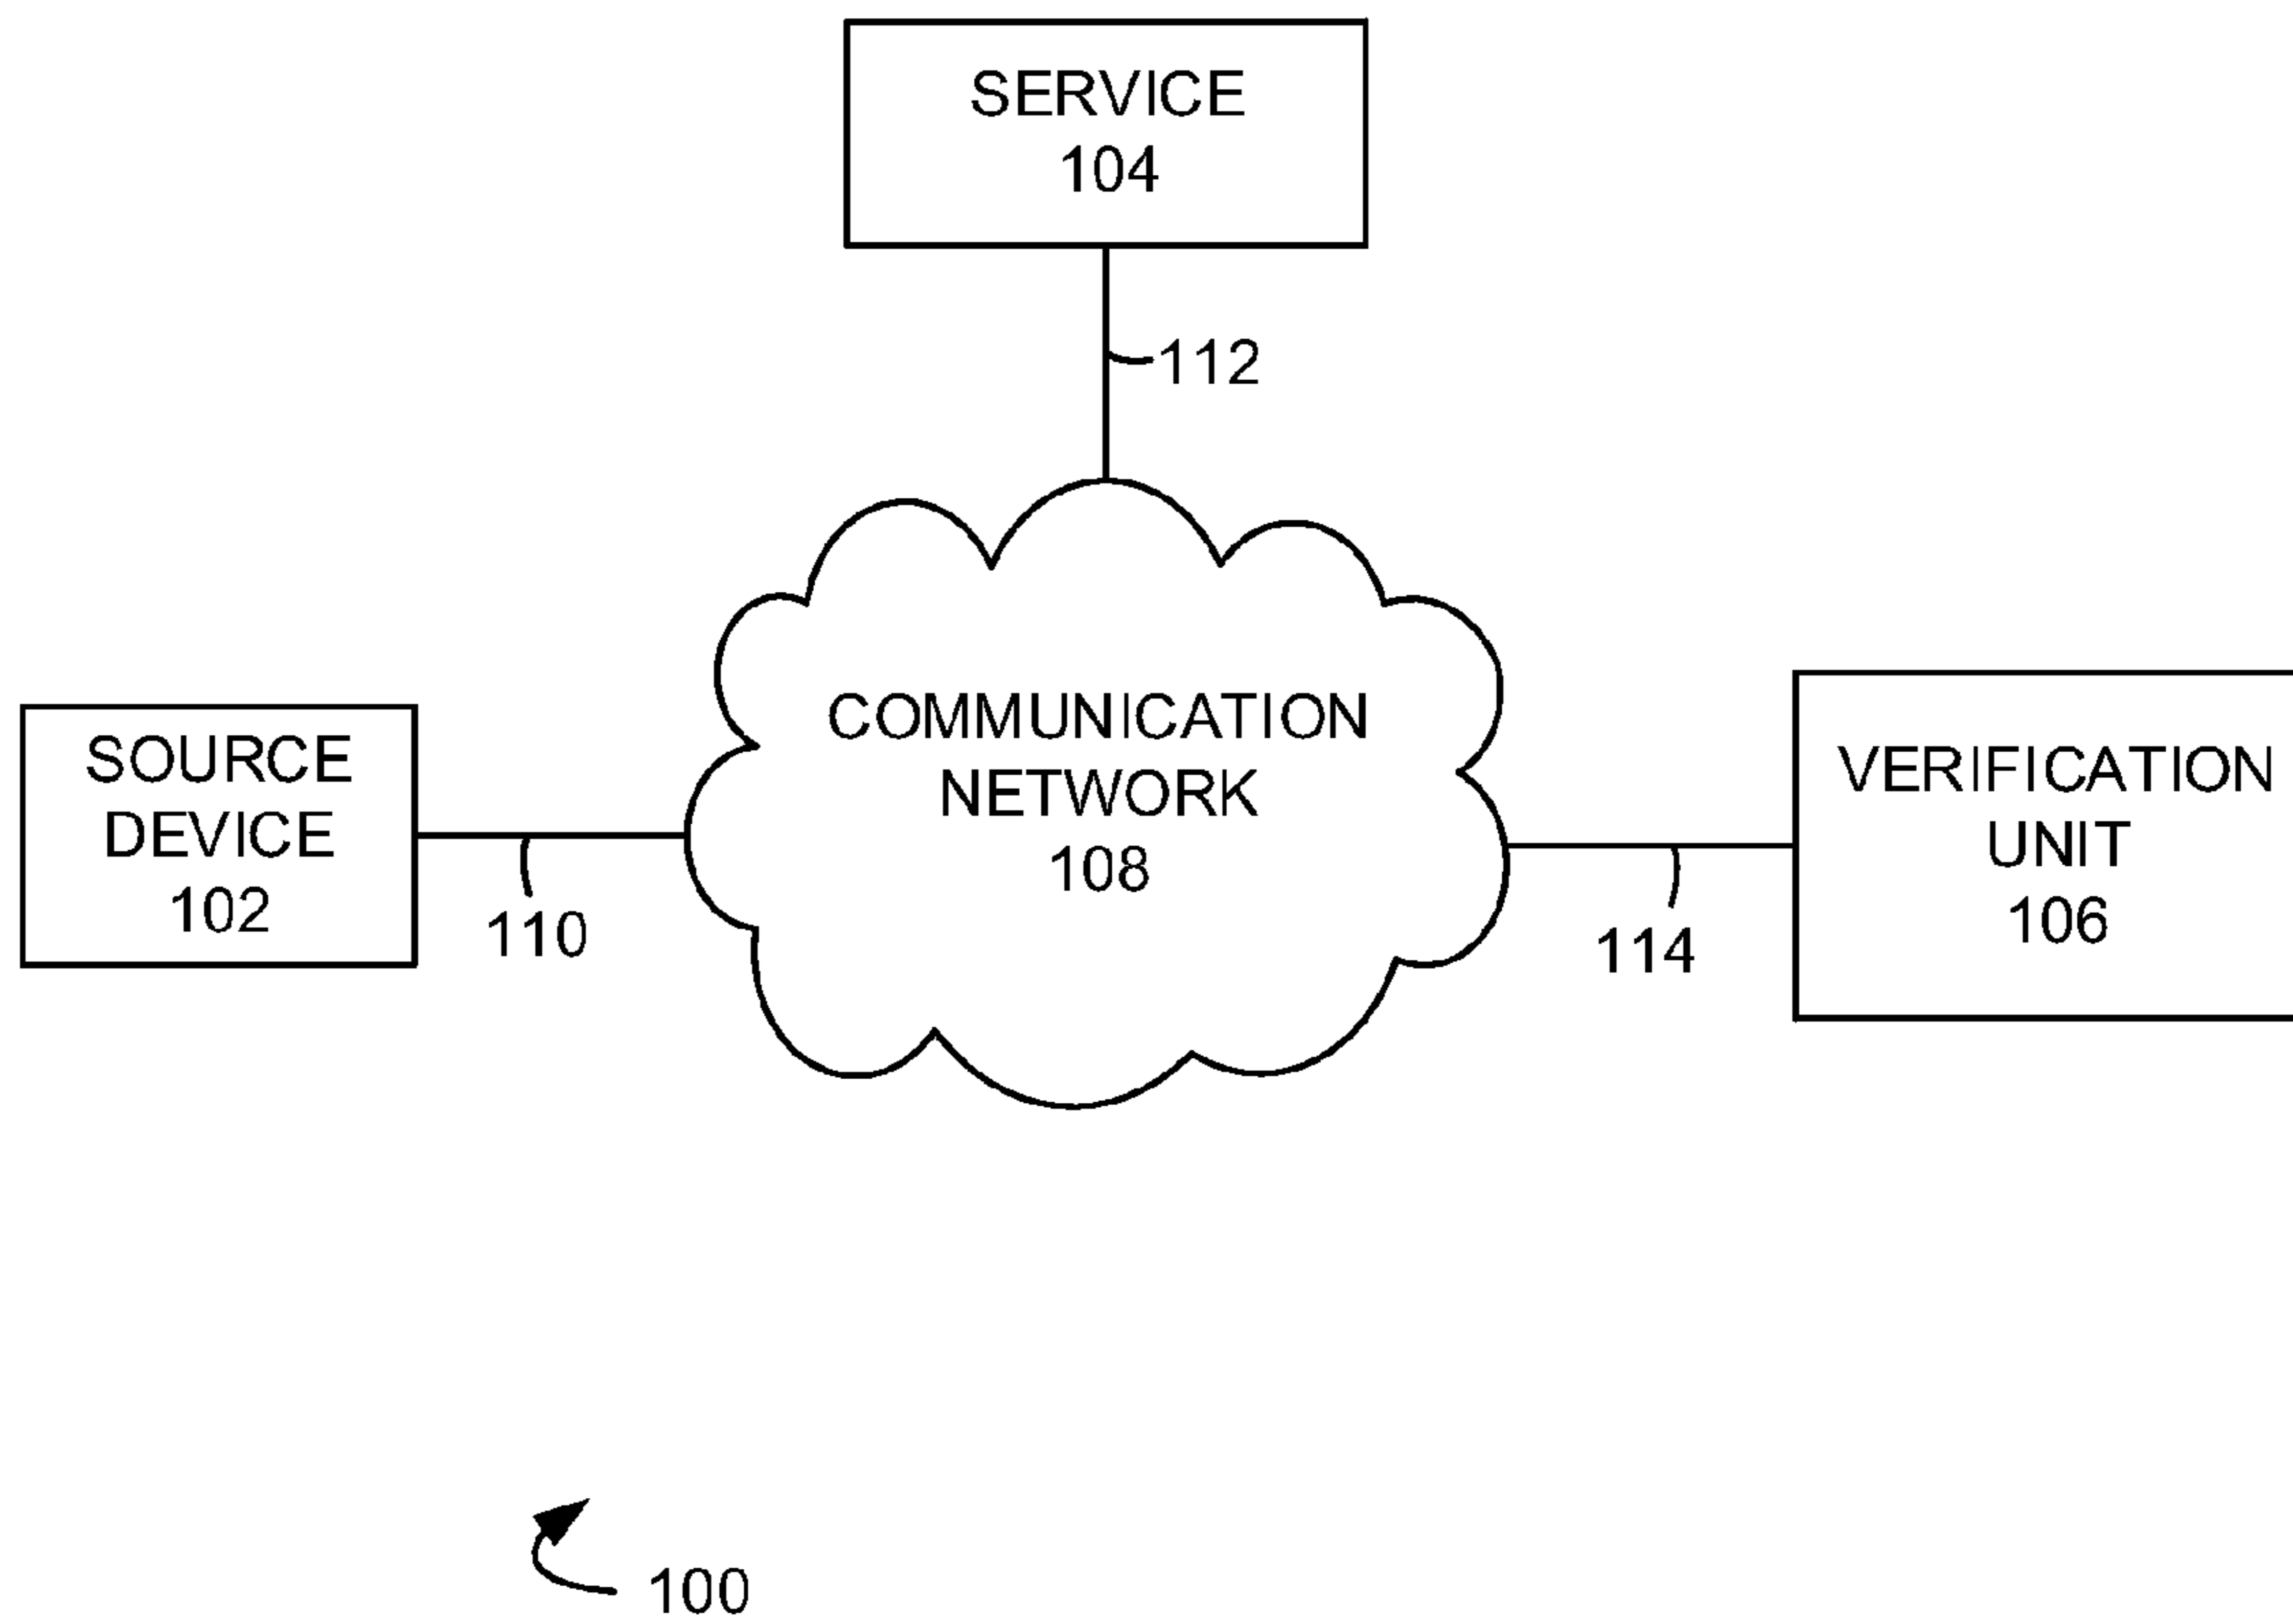 SERVICE
104
112
COMMUNICATION
NETWORK
108
SOURCE
DEVICE
102
110
VERIFICATION
UNIT
106
114
100